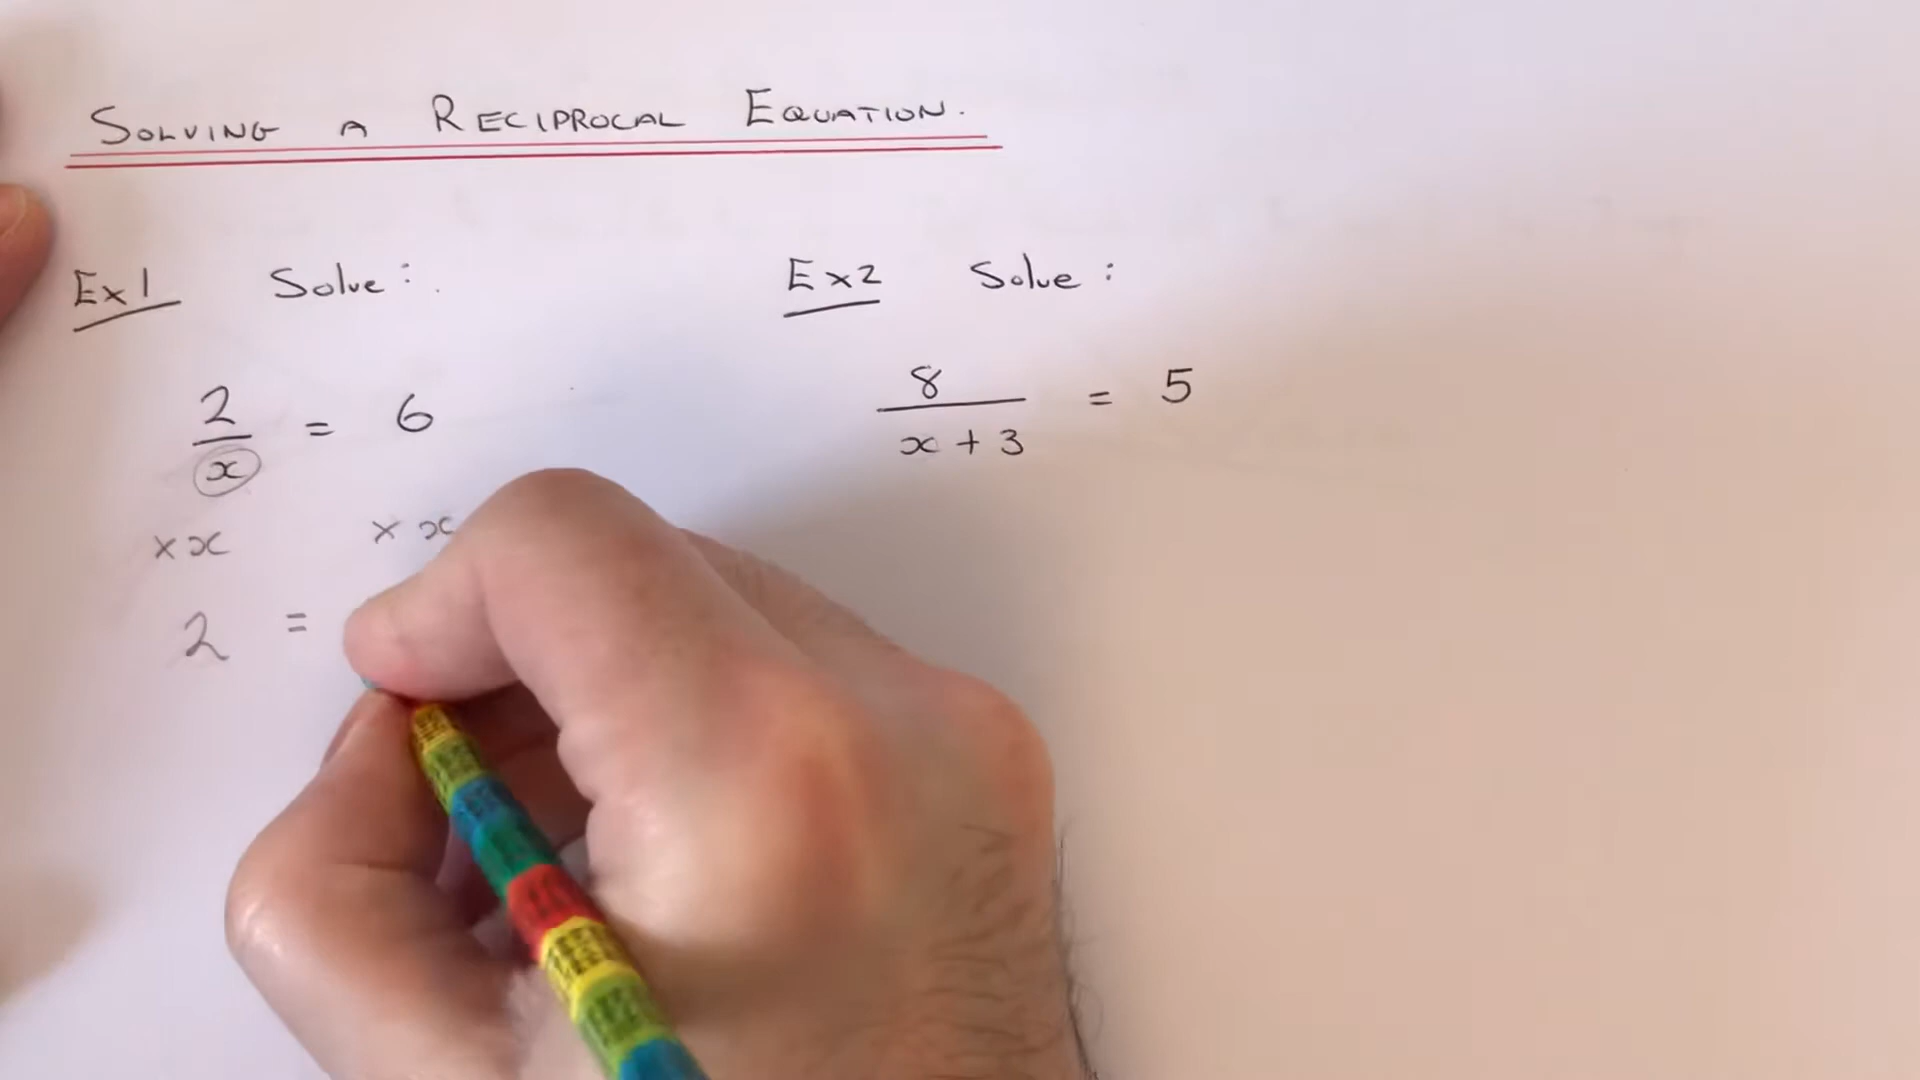 SOLVING A RECIPROCAL EQUATION.
Ex1 Solve :
2/x = 6
×x ×x
2 =
Ex2 Solve :
8/(x + 3) = 5